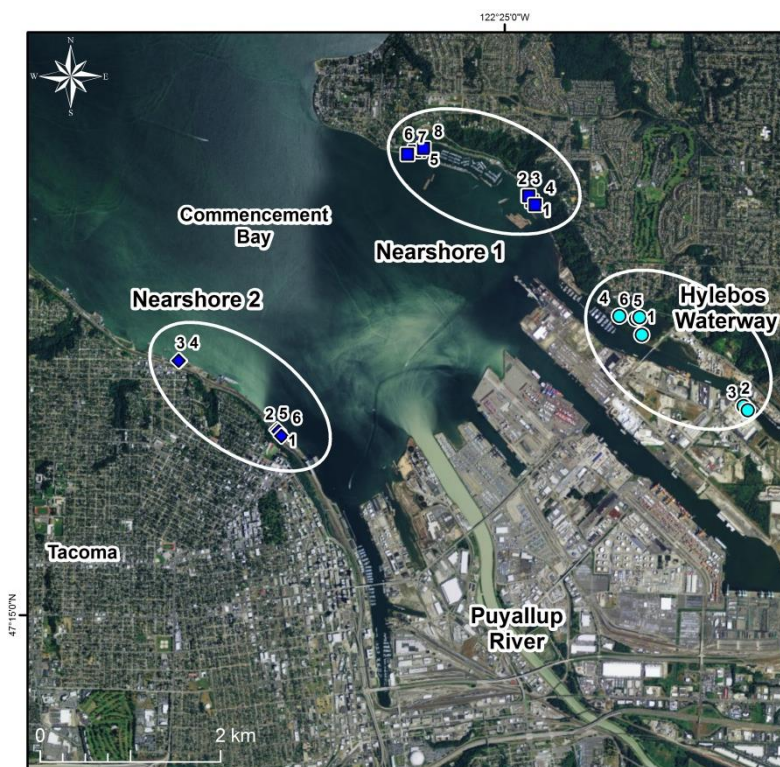 122°25'0"W
N
W E
S
6 7 8
5
2 3
4
1
Commencement
Bay
Nearshore 1
Nearshore 2
4 6 5
1
Hylebos
Waterway
3 4
3 2
2 5 6
1
Tacoma
47°15'0"N
Puyallup
River
0 2 km